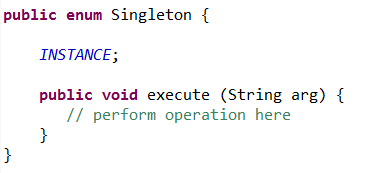 public enum Singleton {
INSTANCE;
public void execute (String arg) {
// perform operation here
}
}